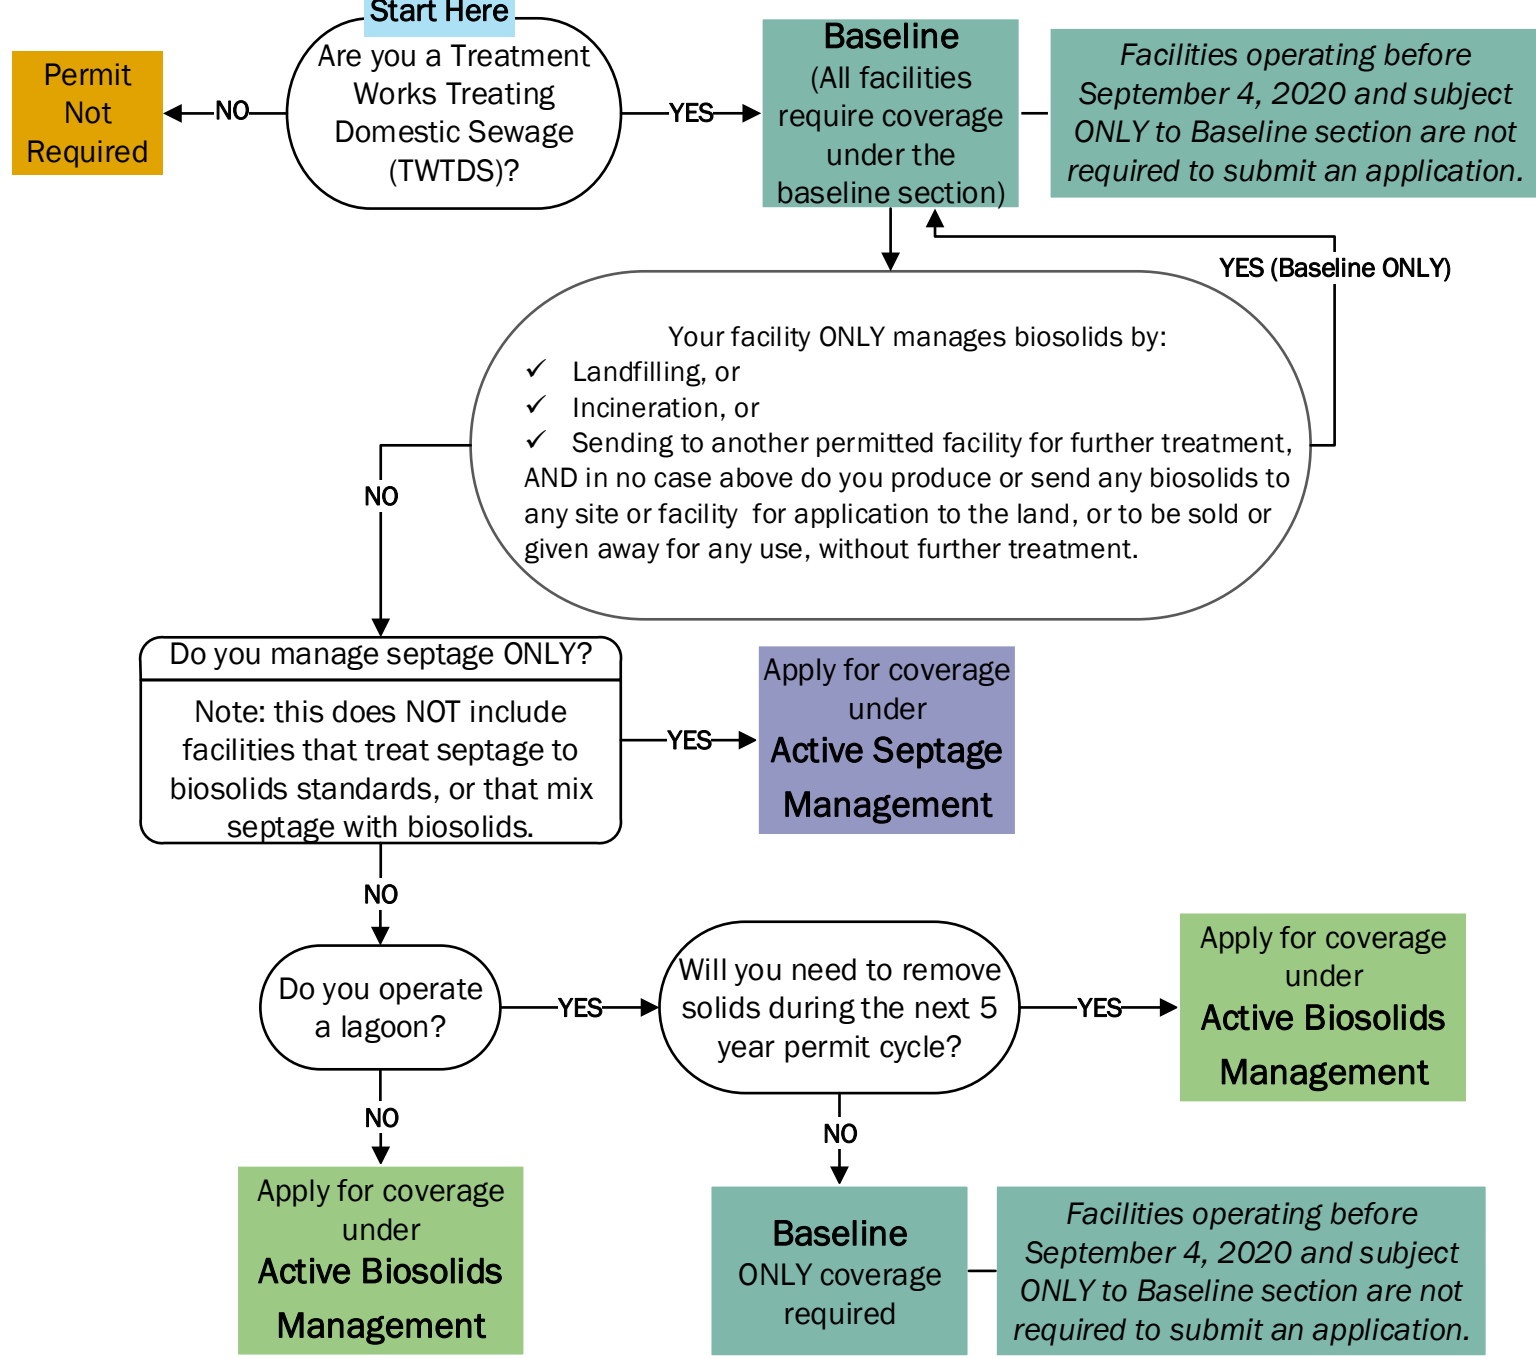 Start Here
Are you a Treatment
Works Treating
Domestic Sewage
(TWTDS)?
NO
Permit
Not
Required
YES
Baseline
(All facilities
require coverage
under the
baseline section)
Facilities operating before
September 4, 2020 and subject
ONLY to Baseline section are not
required to submit an application.
YES (Baseline ONLY)
Your facility ONLY manages biosolids by:
✓ Landfilling, or
✓ Incineration, or
✓ Sending to another permitted facility for further treatment,
AND in no case above do you produce or send any biosolids to
any site or facility for application to the land, or to be sold or
given away for any use, without further treatment.
NO
Do you manage septage ONLY?
Note: this does NOT include
facilities that treat septage to
biosolids standards, or that mix
septage with biosolids.
YES
Apply for coverage
under
Active Septage
Management
NO
Do you operate
a lagoon?
YES
Will you need to remove
solids during the next 5
year permit cycle?
YES
Apply for coverage
under
Active Biosolids
Management
NO
Apply for coverage
under
Active Biosolids
Management
NO
Baseline
ONLY coverage
required
Facilities operating before
September 4, 2020 and subject
ONLY to Baseline section are not
required to submit an application.